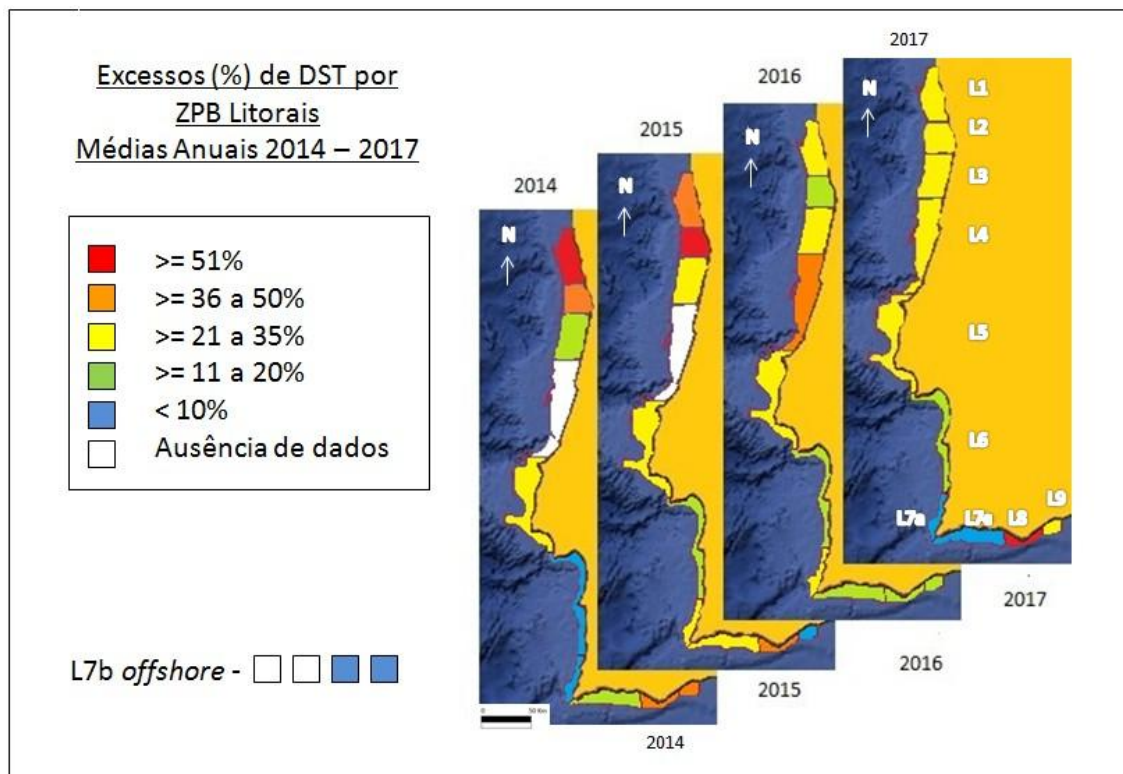 Excessos (%) de DST por
ZPB Litorais
Médias Anuais 2014 – 2017
>= 51%
>= 36 a 50%
>= 21 a 35%
>= 11 a 20%
< 10%
Ausência de dados
L7b offshore -
2014
N
50 Km
2014
2015
N
2015
2016
N
2016
2017
N
L1
L2
L3
L4
L5
L6
L7a
L7a
L8
L9
2017